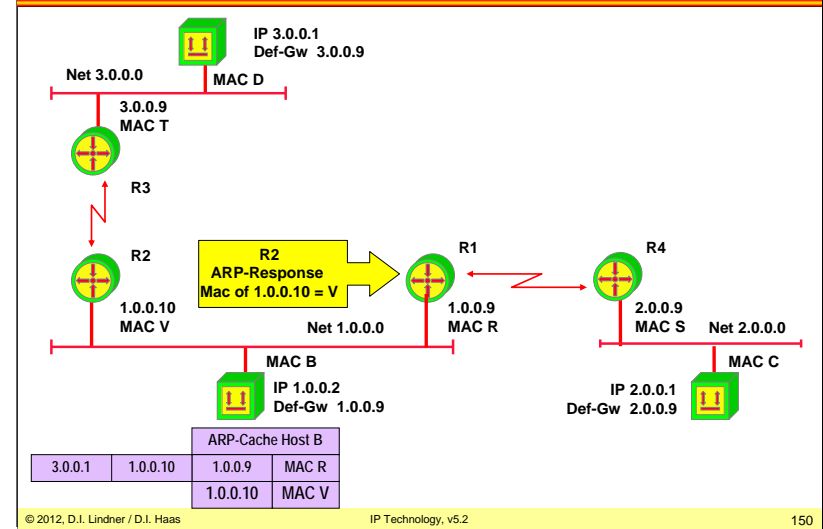 IP 3.0.0.1
Def-Gw 3.0.0.9
Net 3.0.0.0
MAC D
3.0.0.9
MAC T
R3
R2
R2
ARP-Response
Mac of 1.0.0.10 = V
R1
R4
1.0.0.10
MAC V
Net 1.0.0.0
1.0.0.9
MAC R
2.0.0.9
MAC S
Net 2.0.0.0
MAC B
MAC C
IP 1.0.0.2
Def-Gw 1.0.0.9
IP 2.0.0.1
Def-Gw 2.0.0.9
ARP-Cache Host B
3.0.0.1 1.0.0.10 1.0.0.9 MAC R
1.0.0.10 MAC V
© 2012, D.I. Lindner / D.I. Haas IP Technology, v5.2 150